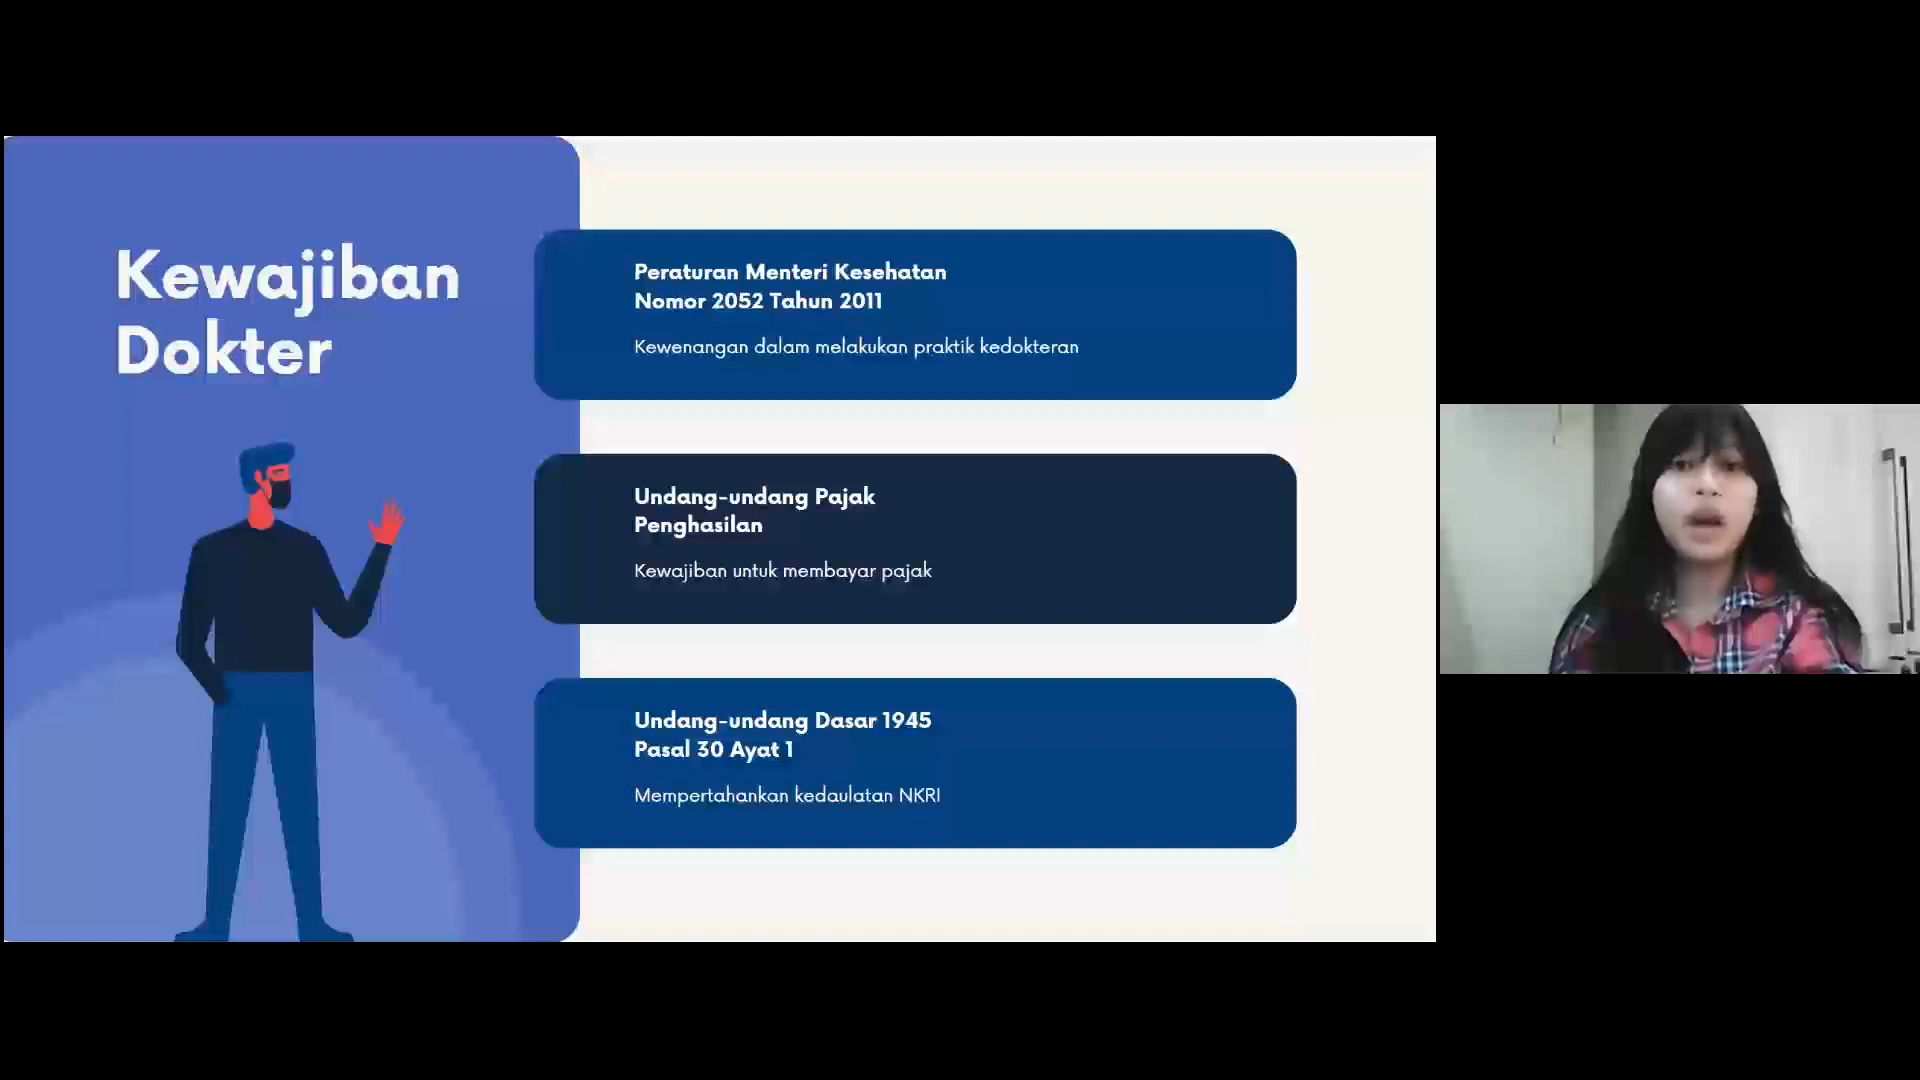 Kewajiban
Dokter
Peraturan Menteri Kesehatan
Nomor 2052 Tahun 2011
Kewenangan dalam melakukan praktik kedokteran
Undang-undang Pajak
Penghasilan
Kewajiban untuk membayar pajak
Undang-undang Dasar 1945
Pasal 30 Ayat 1
Mempertahankan kedaulatan NKRI